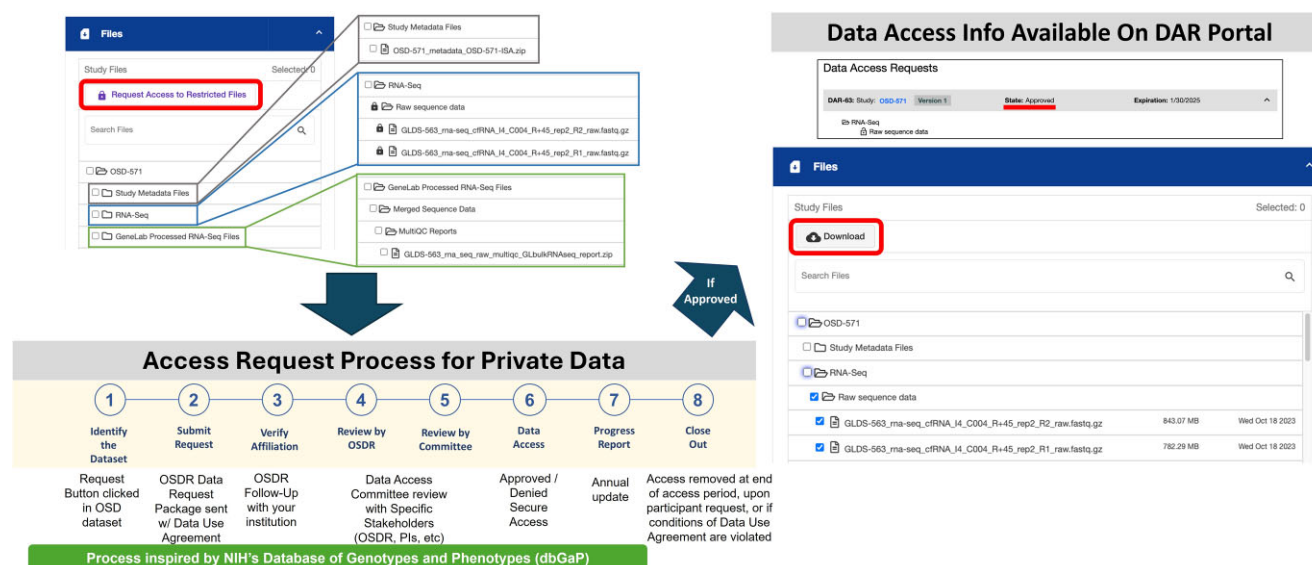 Files
Study Files
Selected: 0
Request Access to Restricted Files
Search Files
OSD-571
Study Metadata Files
RNA-Seq
GeneLab Processed RNA-Seq Files
Study Metadata Files
OSD-571_metadata_OSD-571-ISA.zip
RNA-Seq
Raw sequence data
GLDS-563_rna-seq_cfRNA_I4_C004_R+45_rep2_R2_raw.fastq.gz
GLDS-563_rna-seq_cfRNA_I4_C004_R+45_rep2_R1_raw.fastq.gz
GeneLab Processed RNA-Seq Files
Merged Sequence Data
MultiQC Reports
GLDS-563_rna_seq_raw_multiqc_GLbulkRNAseq_report.zip
If
Approved
Data Access Info Available On DAR Portal
Data Access Requests
DAR-63: Study: OSD-571 Version 1 State: Approved Expiration: 1/30/2025
RNA-Seq
Raw sequence data
Files
Study Files
Selected: 0
Download
Search Files
OSD-571
Study Metadata Files
RNA-Seq
Raw sequence data
GLDS-563_rna-seq_cfRNA_I4_C004_R+45_rep2_R2_raw.fastq.gz 843.07 MB Wed Oct 18 2023
GLDS-563_rna-seq_cfRNA_I4_C004_R+45_rep2_R1_raw.fastq.gz 782.29 MB Wed Oct 18 2023
Access Request Process for Private Data
1
Identify
the
Dataset
Request
Button clicked
in OSD
dataset
2
Submit
Request
OSDR Data
Request
Package sent
w/ Data Use
Agreement
3
Verify
Affiliation
OSDR
Follow-Up
with your
institution
4
Review by
OSDR
5
Review by
Committee
Data Access
Committee review
with Specific
Stakeholders
(OSDR, PIs, etc)
6
Data
Access
Approved /
Denied
Secure
Access
7
Progress
Report
Annual
update
8
Close
Out
Access removed at end
of access period, upon
participant request, or if
conditions of Data Use
Agreement are violated
Process inspired by NIH's Database of Genotypes and Phenotypes (dbGaP)